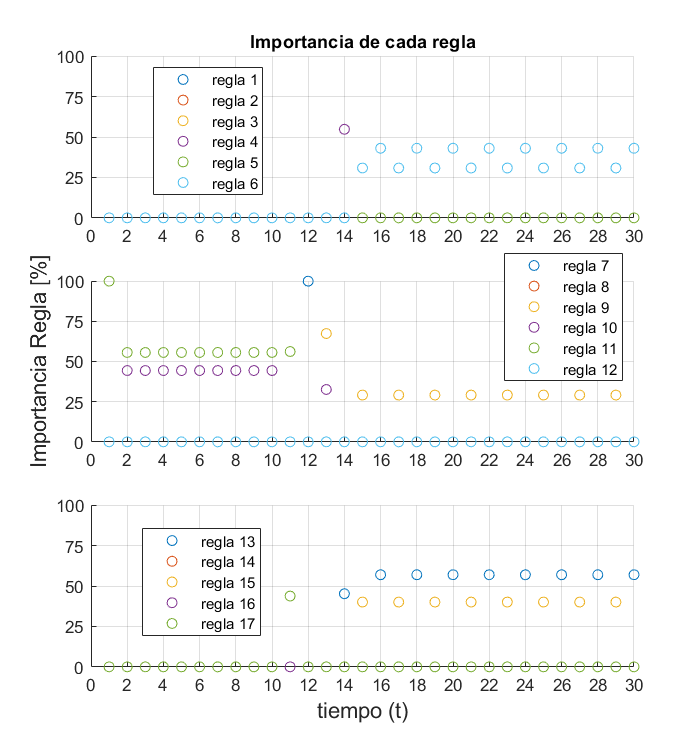 Importancia de cada regla
100
75
50
25
0
regla 1
regla 2
regla 3
regla 4
regla 5
regla 6
0 2 4 6 8 10 12 14 16 18 20 22 24 26 28 30
Importancia Regla [%]
100
75
50
25
0
regla 7
regla 8
regla 9
regla 10
regla 11
regla 12
0 2 4 6 8 10 12 14 16 18 20 22 24 26 28 30
100
75
50
25
0
regla 13
regla 14
regla 15
regla 16
regla 17
0 2 4 6 8 10 12 14 16 18 20 22 24 26 28 30
tiempo (t)